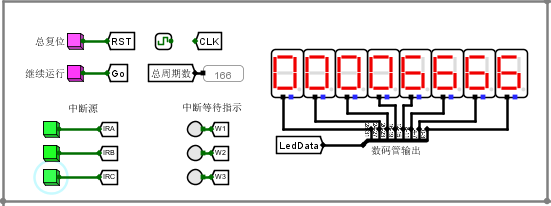 总复位 RST CLK
继续运行 Go 总周期数 166
中断源 中断等待指示
IRA W1
IRB W2
IRC W3
LedData 数码管输出